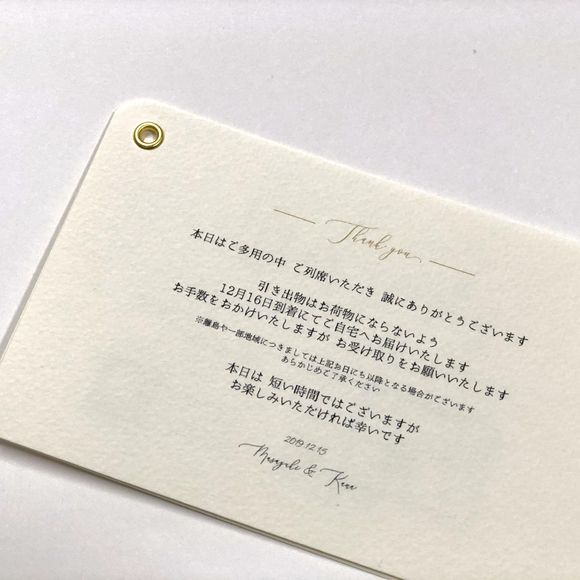 Thank you
本日はご多用の中 ご列席いただき 誠にありがとうございます
引き出物はお荷物にならないよう
12月16日到着にてご自宅へお届けいたします
お手数をおかけいたしますが お受け取りをお願いいたします
※離島や一部地域につきましては上記お日にち以降となる場合がございます
あらかじめご了承ください
本日は 短い時間ではございますが
お楽しみいただければ幸いです
2019.12.15
Masayuki & Kana